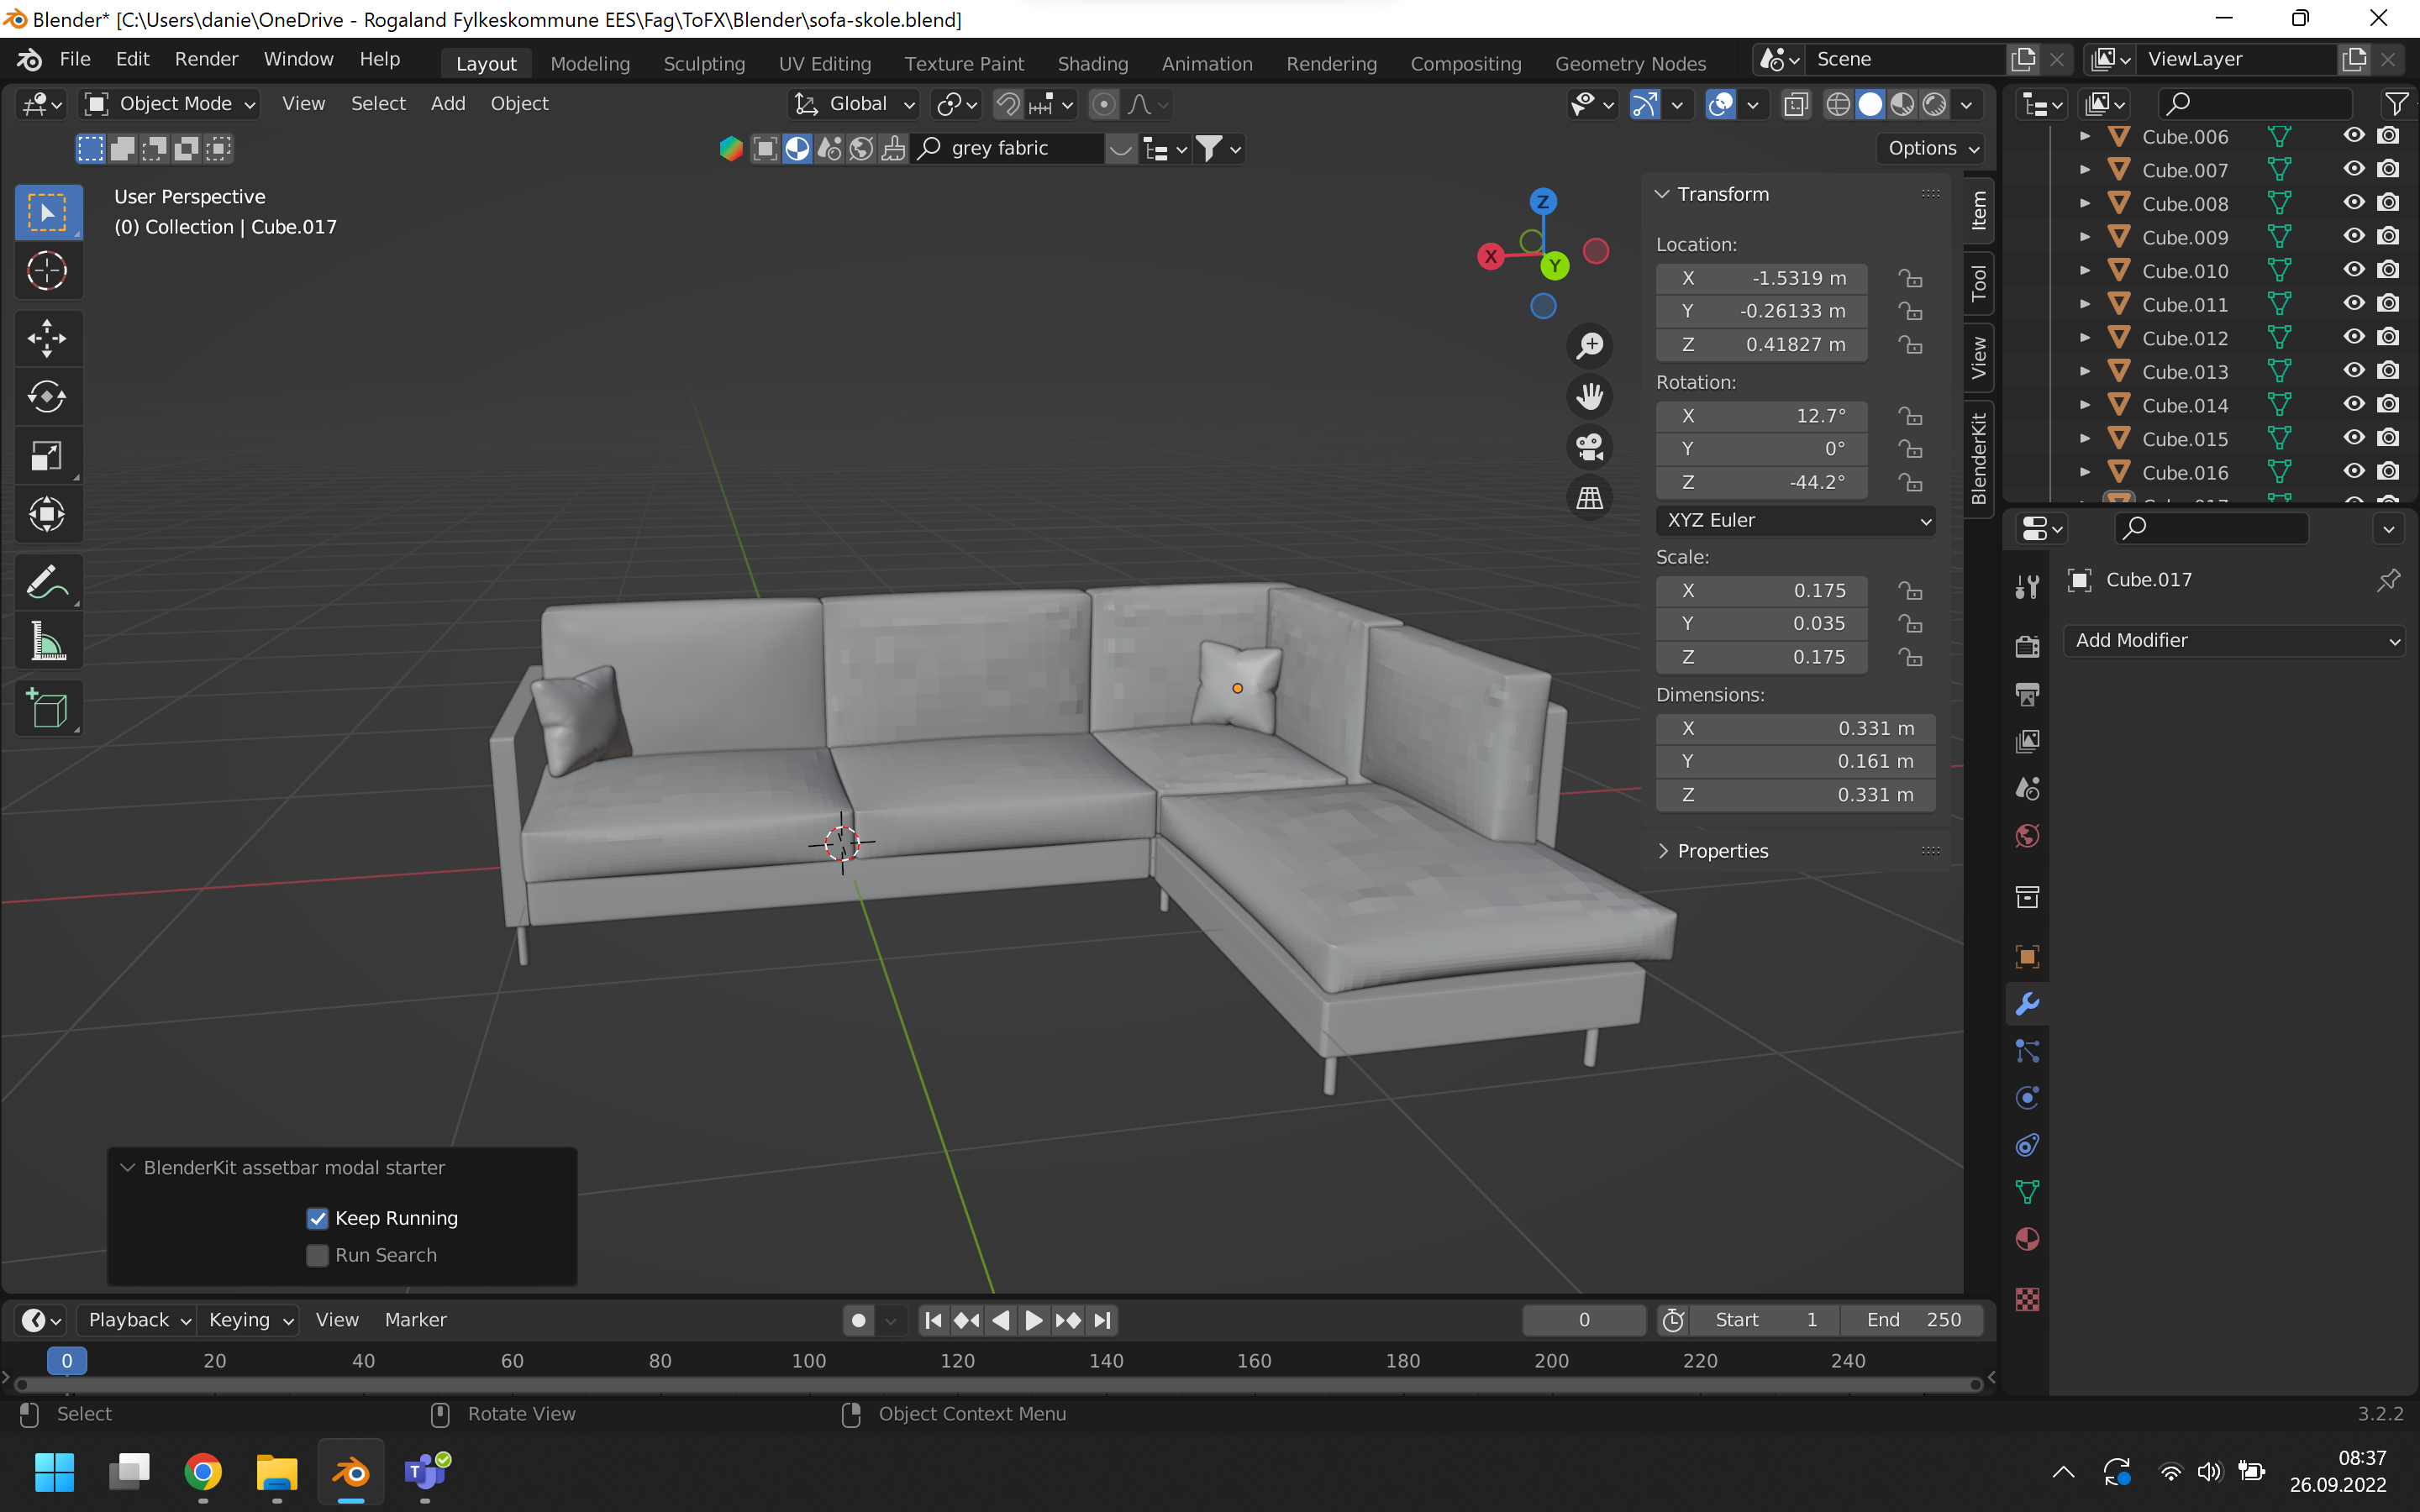 Blender* [C:\Users\danie\OneDrive - Rogaland Fylkeskommune EES\Fag\ToFX\Blender\sofa-skole.blend]
File Edit Render Window Help Layout Modeling Sculpting UV Editing Texture Paint Shading Animation Rendering Compositing Geometry Nodes Scene ViewLayer
Object Mode View Select Add Object Global
grey fabric Options
User Perspective
(0) Collection | Cube.017
Z
X
Y
Transform
Location:
X -1.5319 m
Y -0.26133 m
Z 0.41827 m
Rotation:
X 12.7°
Y 0°
Z -44.2°
XYZ Euler
Scale:
X 0.175
Y 0.035
Z 0.175
Dimensions:
X 0.331 m
Y 0.161 m
Z 0.331 m
Properties
Item
Tool
View
BlenderKit
Cube.006
Cube.007
Cube.008
Cube.009
Cube.010
Cube.011
Cube.012
Cube.013
Cube.014
Cube.015
Cube.016
Cube.017
Cube.017
Add Modifier
BlenderKit assetbar modal starter
Keep Running
Run Search
Playback Keying View Marker 0 Start 1 End 250
0 20 40 60 80 100 120 140 160 180 200 220 240
Select Rotate View Object Context Menu 3.2.2
T
08:37
26.09.2022